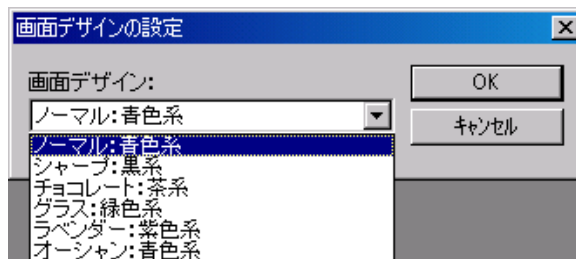 画面デザインの設定
画面デザイン:
ノーマル:青色系
OK
キャンセル
ノーマル:青色系
シャープ:黒系
チョコレート:茶系
グラス:緑色系
ラベンダー:紫色系
オーシャン:青色系